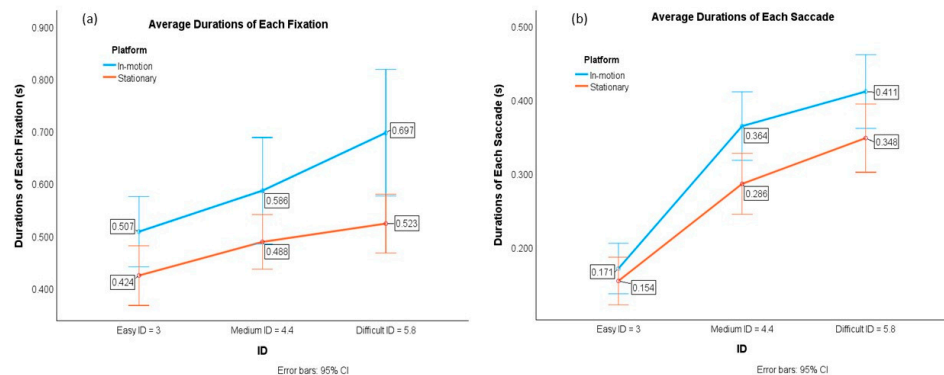 (a)
Average Durations of Each Fixation
Platform
In-motion
Stationary
Durations of Each Fixation (s)
0.900
0.800
0.700
0.600
0.500
0.400
0.507
0.586
0.697
0.424
0.488
0.523
Easy ID = 3
Medium ID = 4.4
Difficult ID = 5.8
ID
Error bars: 95% CI
(b)
Average Durations of Each Saccade
Platform
In-motion
Stationary
Durations of Each Saccade (s)
0.500
0.400
0.300
0.200
0.171
0.364
0.411
0.154
0.286
0.348
Easy ID = 3
Medium ID = 4.4
Difficult ID = 5.8
ID
Error bars: 95% CI